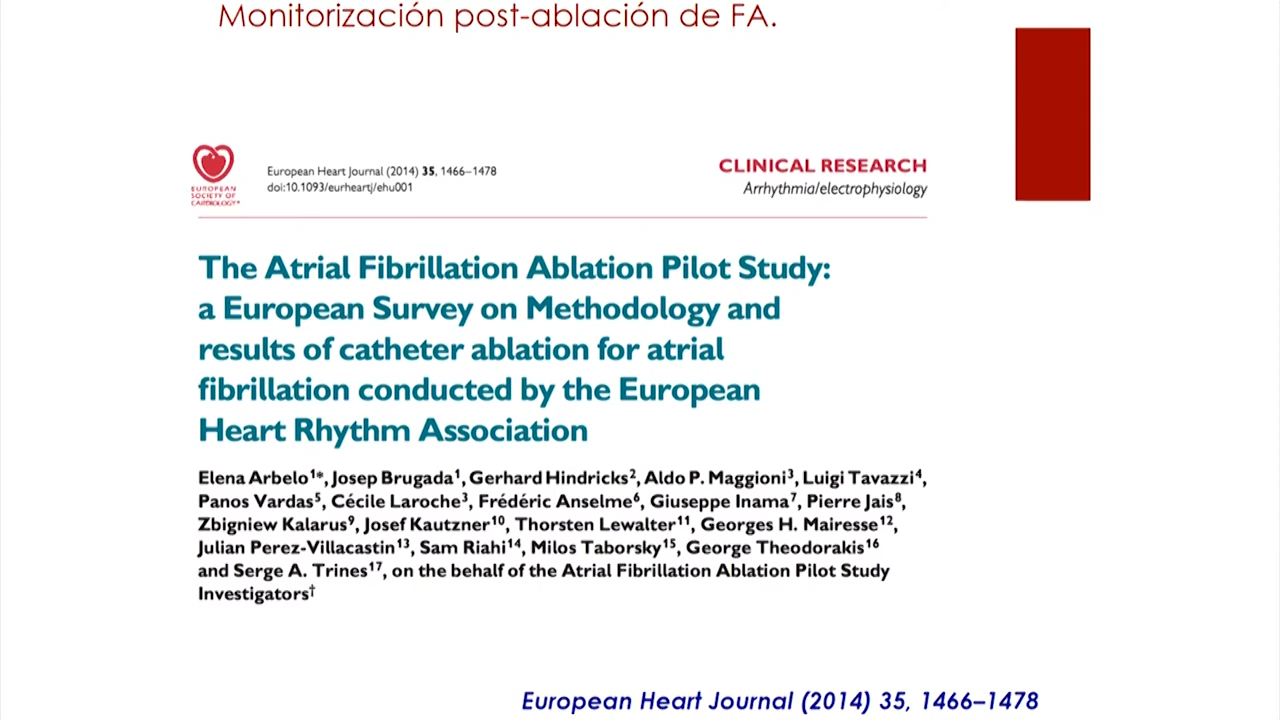 Monitorización post-ablación de FA.
EUROPEAN
SOCIETY OF
CARDIOLOGY®
European Heart Journal (2014) 35, 1466–1478
doi:10.1093/eurheartj/ehu001
CLINICAL RESEARCH
Arrhythmia/electrophysiology
The Atrial Fibrillation Ablation Pilot Study:
a European Survey on Methodology and
results of catheter ablation for atrial
fibrillation conducted by the European
Heart Rhythm Association
Elena Arbelo1*, Josep Brugada1, Gerhard Hindricks2, Aldo P. Maggioni3, Luigi Tavazzi4,
Panos Vardas5, Cécile Laroche3, Frédéric Anselme6, Giuseppe Inama7, Pierre Jais8,
Zbigniew Kalarus9, Josef Kautzner10, Thorsten Lewalter11, Georges H. Mairesse12,
Julian Perez-Villacastin13, Sam Riahi14, Milos Taborsky15, George Theodorakis16
and Serge A. Trines17, on the behalf of the Atrial Fibrillation Ablation Pilot Study
Investigators†
European Heart Journal (2014) 35, 1466–1478